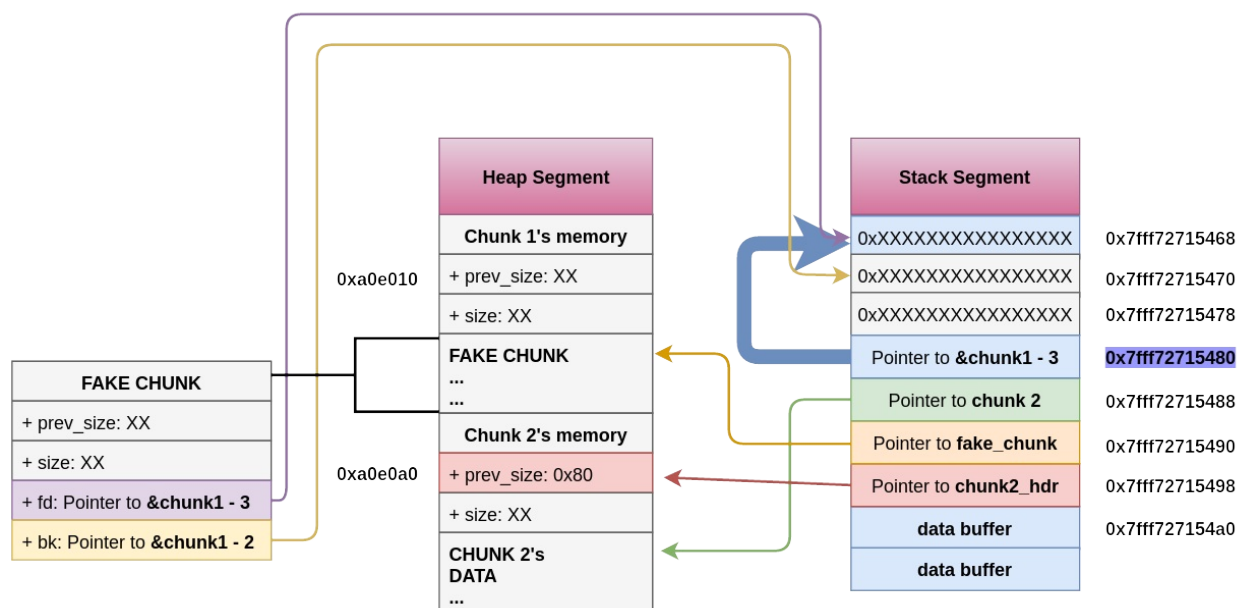 Heap Segment
Chunk 1's memory
0xa0e010
+ prev_size: XX
+ size: XX
FAKE CHUNK
...
...
Chunk 2's memory
0xa0e0a0
+ prev_size: 0x80
+ size: XX
CHUNK 2's
DATA
...
FAKE CHUNK
+ prev_size: XX
+ size: XX
+ fd: Pointer to &chunk1 - 3
+ bk: Pointer to &chunk1 - 2
Stack Segment
0xXXXXXXXXXXXXXXXX 0x7fff72715468
0xXXXXXXXXXXXXXXXX 0x7fff72715470
0xXXXXXXXXXXXXXXXX 0x7fff72715478
Pointer to &chunk1 - 3 0x7fff72715480
Pointer to chunk 2 0x7fff72715488
Pointer to fake_chunk 0x7fff72715490
Pointer to chunk2_hdr 0x7fff72715498
data buffer 0x7fff727154a0
data buffer